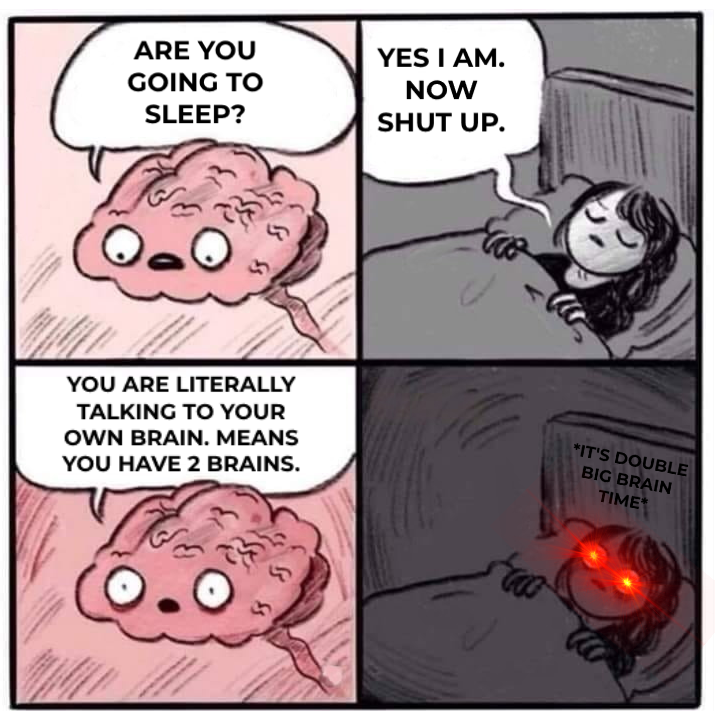 ARE YOU
GOING TO
SLEEP?
YES I AM.
NOW
SHUT UP.
YOU ARE LITERALLY
TALKING TO YOUR
OWN BRAIN. MEANS
YOU HAVE 2 BRAINS.
*IT'S DOUBLE
BIG BRAIN
TIME*